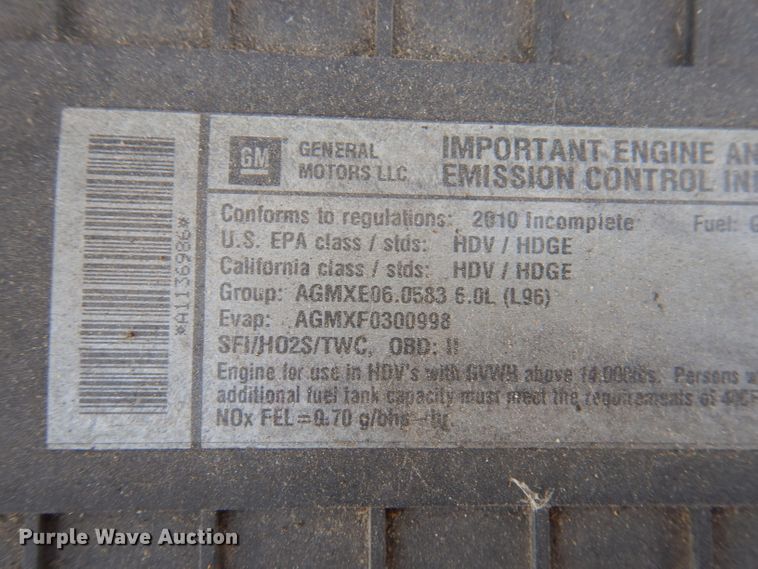 GM
GENERAL MOTORS LLC
IMPORTANT ENGINE AN
EMISSION CONTROL IN
*A1136986*
Conforms to regulations: 2010 Incomplete Fuel: G
U.S. EPA class / stds: HDV / HDGE
California class / stds: HDV / HDGE
Group: AGMXE06.0583 6.0L (L96)
Evap: AGMXF0300998
SFI/HO2S/TWC, OBD: II
Engine for use in HDV's with GVWR above Persons
additional fuel tank capacity must meet the requirements of 40CF
NOx FEL = 0.70 g/bhp-hr.
Purple Wave Auction